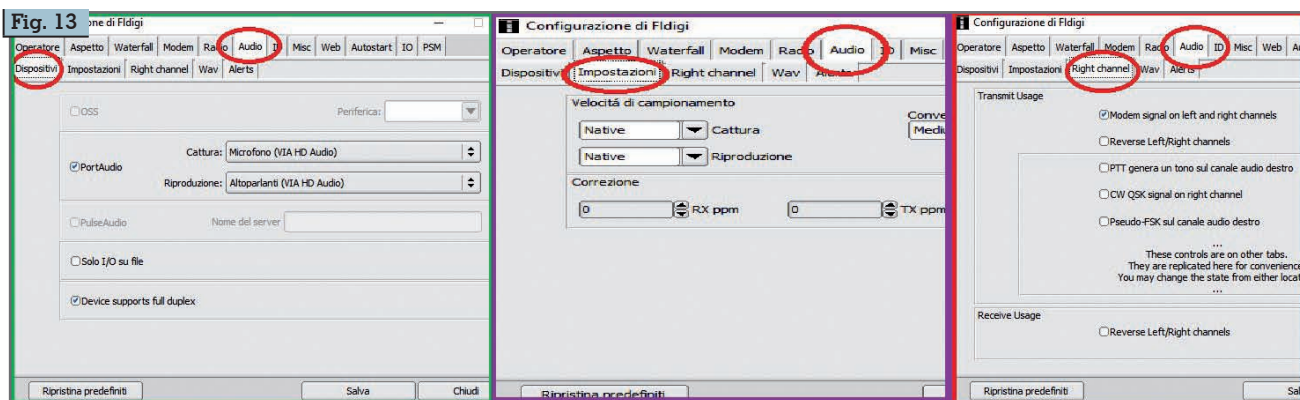 Fig. 13
one di Fldigi
Operatore Aspetto Waterfall Modem Radio Audio ID Misc Web Autostart IO PSM
Dispositivi Impostazioni Right channel Wav Alerts
OSS Periferica:
PortAudio
Cattura: Microfono (VIA HD Audio)
Riproduzione: Altoparlanti (VIA HD Audio)
PulseAudio Nome del server
Solo I/O su file
Device supports full duplex
Ripristina predefiniti Salva Chiudi
Configurazione di Fldigi
Operatore Aspetto Waterfall Modem Radio Audio ID Misc
Dispositivi Impostazioni Right channel Wav Alerts
Velocitá di campionamento
Conve
Native Cattura Mediu
Native Riproduzione
Correzione
0 RX ppm 0 TX ppm
Ripristina predefiniti
Configurazione di Fldigi
Operatore Aspetto Waterfall Modem Radio Audio ID Misc Web Au
Dispositivi Impostazioni Right channel Wav Alerts
Transmit Usage
Modem signal on left and right channels
Reverse Left/Right channels
PTT genera un tono sul canale audio destro
CW QSK signal on right channel
Pseudo-FSK sul canale audio destro
...
These controls are on other tabs.
They are replicated here for convenience
You may change the state from either locat
...
Receive Usage
Reverse Left/Right channels
Ripristina predefiniti Sal